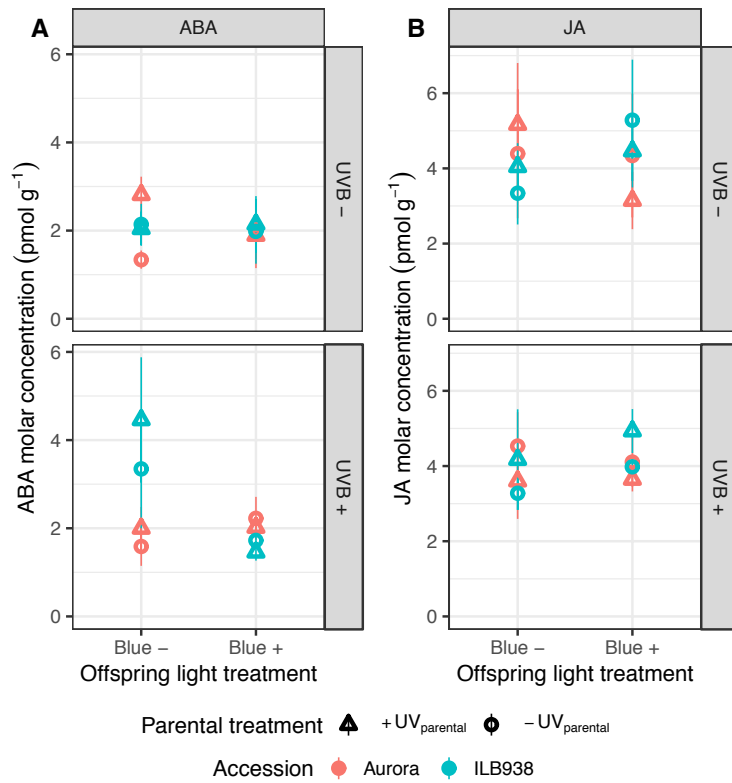 A
ABA
ABA molar concentration (pmol g⁻¹)
6
4
2
0
UVB −
6
4
2
0
UVB +
Blue −
Blue +
Offspring light treatment
B
JA
JA molar concentration (pmol g⁻¹)
6
4
2
0
UVB −
6
4
2
0
UVB +
Blue −
Blue +
Offspring light treatment
Parental treatment +UVparental −UVparental
Accession Aurora ILB938